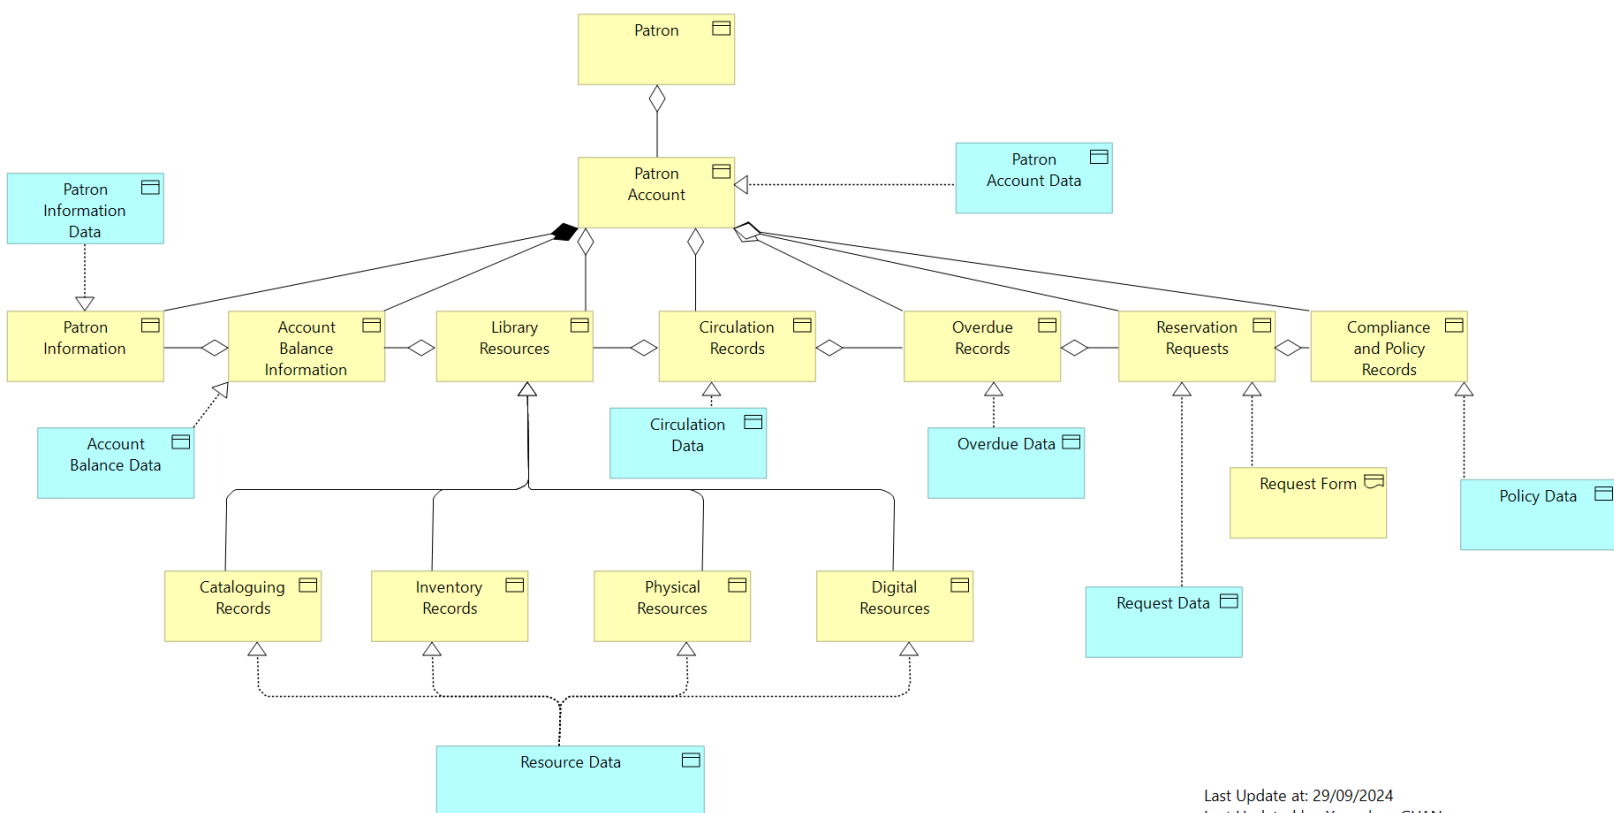 Patron
Patron
Account
Patron
Account Data
Patron
Information
Data
Patron
Information
Account
Balance
Information
Library
Resources
Circulation
Records
Overdue
Records
Reservation
Requests
Compliance
and Policy
Records
Account
Balance Data
Circulation
Data
Overdue Data
Request Form
Policy Data
Cataloguing
Records
Inventory
Records
Physical
Resources
Digital
Resources
Request Data
Resource Data
Last Update at: 29/09/2024